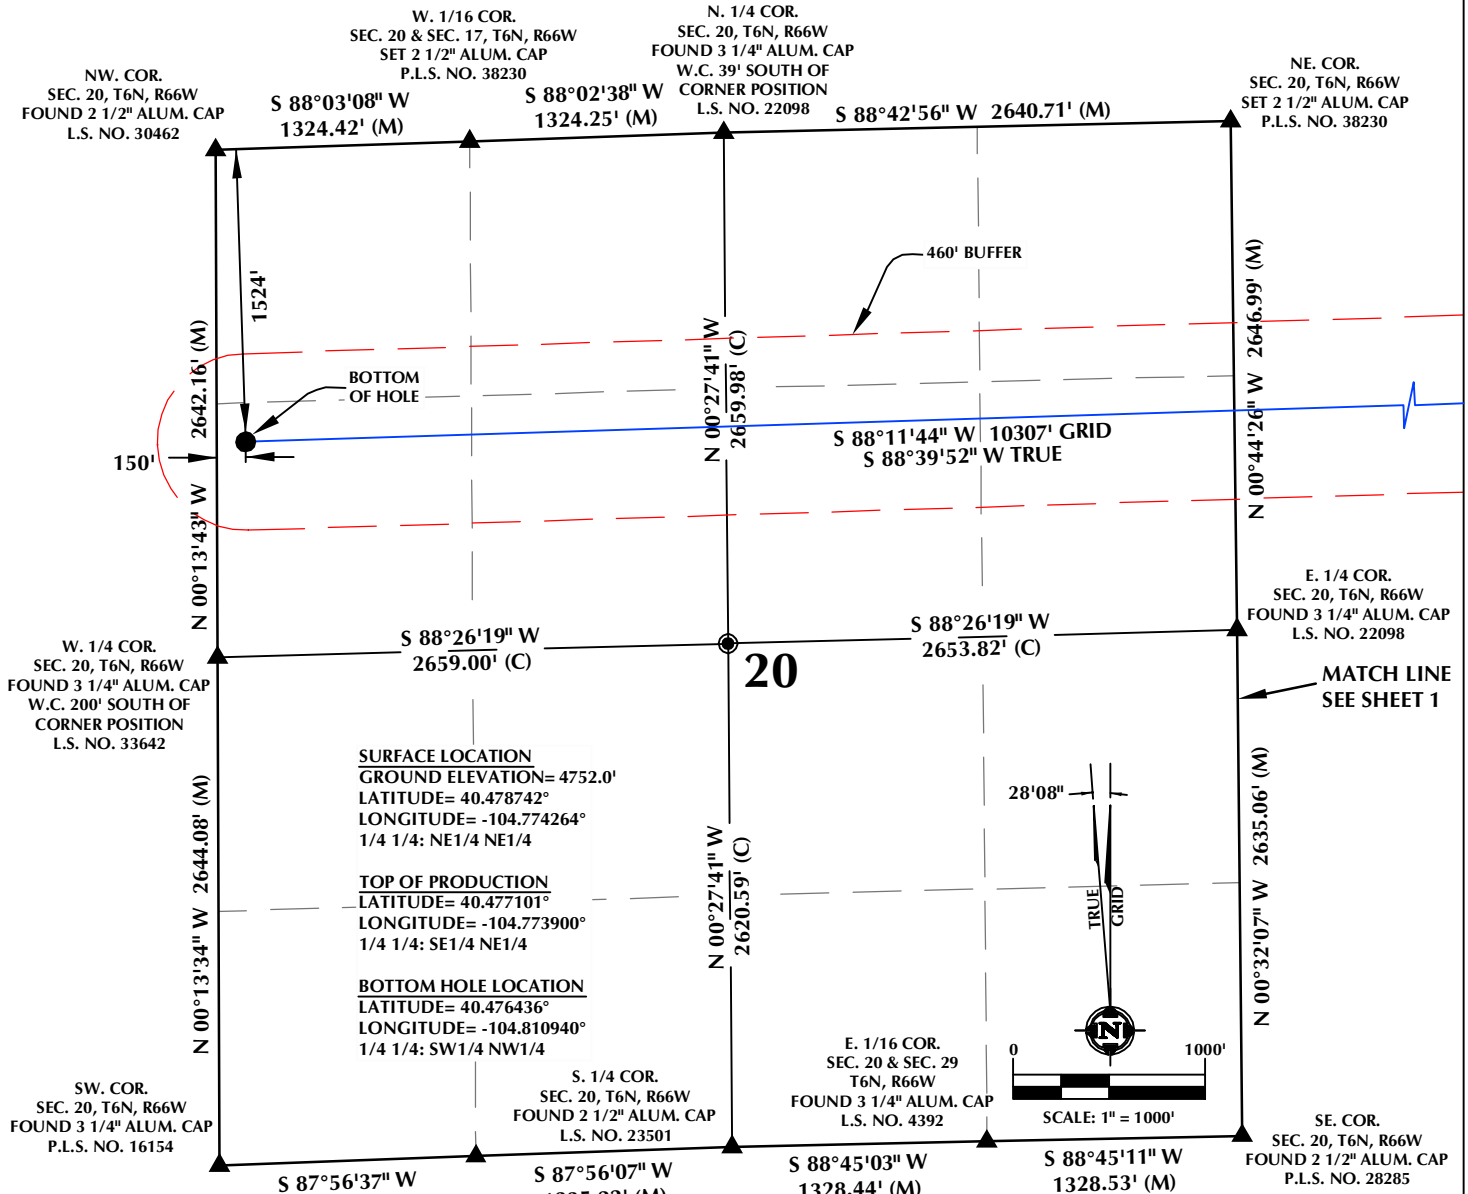 W. 1/16 COR.
SEC. 20 & SEC. 17, T6N, R66W
SET 2 1/2" ALUM. CAP
P.L.S. NO. 38230
N. 1/4 COR.
SEC. 20, T6N, R66W
FOUND 3 1/4" ALUM. CAP
W.C. 39' SOUTH OF
CORNER POSITION
L.S. NO. 22098
NE. COR.
SEC. 20, T6N, R66W
SET 2 1/2" ALUM. CAP
P.L.S. NO. 38230
NW. COR.
SEC. 20, T6N, R66W
FOUND 2 1/2" ALUM. CAP
L.S. NO. 30462
S 88°03'08" W
1324.42' (M)
S 88°02'38" W
1324.25' (M)
S 88°42'56" W 2640.71' (M)
1524'
460' BUFFER
BOTTOM
OF HOLE
150'
N 00°13'43" W 2642.16' (M)
N 00°27'41" W
2659.98' (C)
N 00°44'26" W 2646.99' (M)
S 88°11'44" W 10307' GRID
S 88°39'52" W TRUE
E. 1/4 COR.
SEC. 20, T6N, R66W
FOUND 3 1/4" ALUM. CAP
L.S. NO. 22098
W. 1/4 COR.
SEC. 20, T6N, R66W
FOUND 3 1/4" ALUM. CAP
W.C. 200' SOUTH OF
CORNER POSITION
L.S. NO. 33642
S 88°26'19" W
2659.00' (C)
S 88°26'19" W
2653.82' (C)
20
MATCH LINE
SEE SHEET 1
SURFACE LOCATION
GROUND ELEVATION= 4752.0'
LATITUDE= 40.478742°
LONGITUDE= -104.774264°
1/4 1/4: NE1/4 NE1/4
TOP OF PRODUCTION
LATITUDE= 40.477101°
LONGITUDE= -104.773900°
1/4 1/4: SE1/4 NE1/4
BOTTOM HOLE LOCATION
LATITUDE= 40.476436°
LONGITUDE= -104.810940°
1/4 1/4: SW1/4 NW1/4
N 00°13'34" W 2644.08' (M)
N 00°27'41" W
2620.59' (C)
N 00°32'07" W 2635.06' (M)
28'08"
TRUE
GRID
N
0 1000'
SCALE: 1" = 1000'
E. 1/16 COR.
SEC. 20 & SEC. 29
T6N, R66W
FOUND 3 1/4" ALUM. CAP
L.S. NO. 4392
S. 1/4 COR.
SEC. 20, T6N, R66W
FOUND 2 1/2" ALUM. CAP
L.S. NO. 23501
SW. COR.
SEC. 20, T6N, R66W
FOUND 3 1/4" ALUM. CAP
P.L.S. NO. 16154
SE. COR.
SEC. 20, T6N, R66W
FOUND 2 1/2" ALUM. CAP
P.L.S. NO. 28285
S 87°56'37" W
S 87°56'07" W
S 88°45'03" W
1328.44' (M)
S 88°45'11" W
1328.53' (M)